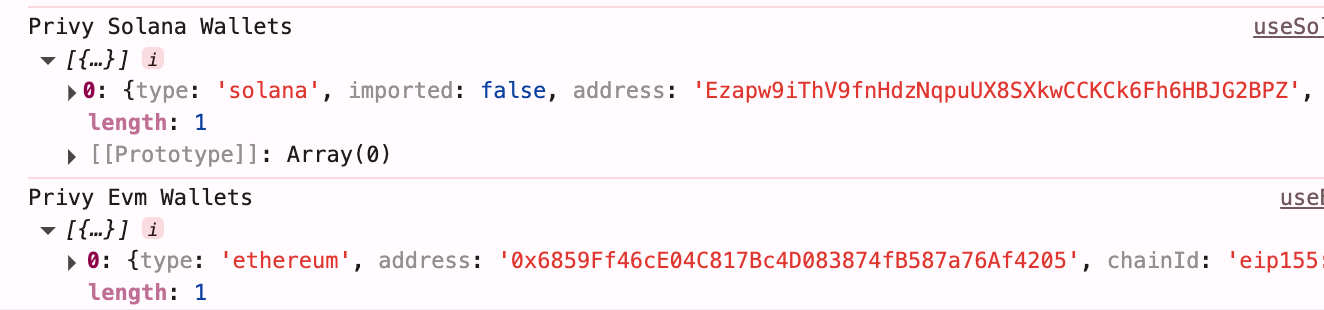 Privy Solana Wallets useSol
[{…}] i
0: {type: 'solana', imported: false, address: 'Ezapw9iThV9fnHdzNqpuUX8SXkwCCKCk6Fh6HBJG2BPZ',
length: 1
[[Prototype]]: Array(0)
Privy Evm Wallets useE
[{…}] i
0: {type: 'ethereum', address: '0x6859Ff46cE04C817Bc4D083874fB587a76Af4205', chainId: 'eip155:
length: 1